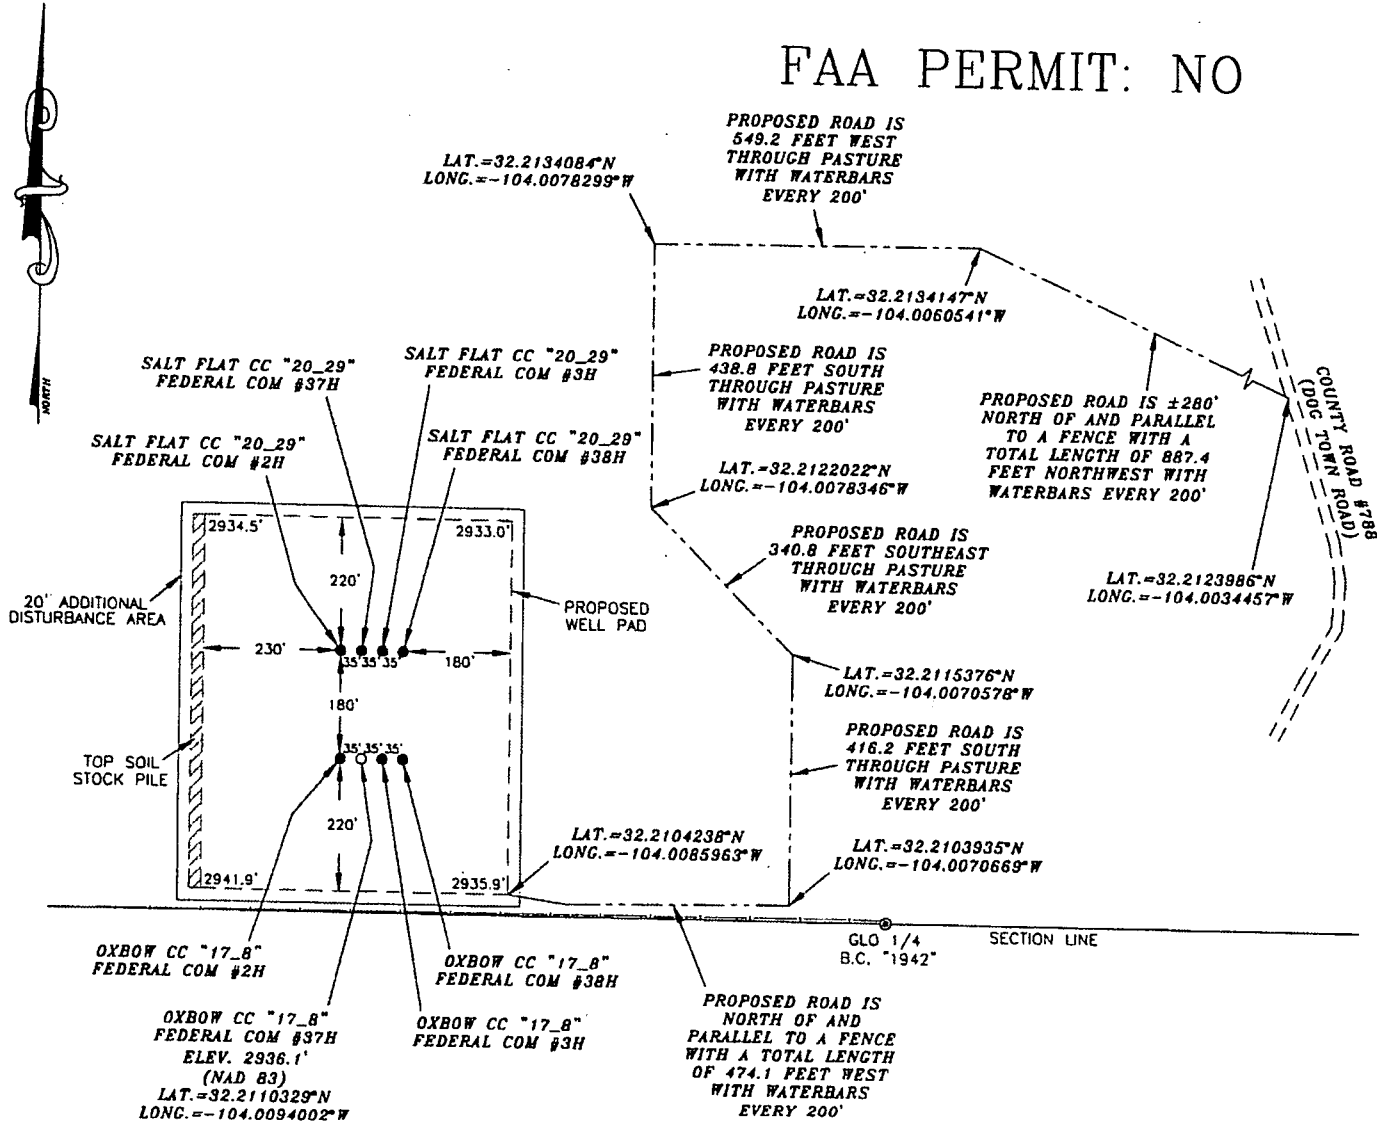 FAA PERMIT: NO
PROPOSED ROAD IS
549.2 FEET WEST
THROUGH PASTURE
WITH WATERBARS
EVERY 200'
LAT.=32.2134084°N
LONG.=-104.0078299°W
LAT.=32.2134147°N
LONG.=-104.0060541°W
NORTH
SALT FLAT CC "20_29"
FEDERAL COM #37H
SALT FLAT CC "20_29"
FEDERAL COM #3H
PROPOSED ROAD IS
438.8 FEET SOUTH
THROUGH PASTURE
WITH WATERBARS
EVERY 200'
PROPOSED ROAD IS ±280'
NORTH OF AND PARALLEL
TO A FENCE WITH A
TOTAL LENGTH OF 887.4
FEET NORTHWEST WITH
WATERBARS EVERY 200'
COUNTY ROAD #788
(DOG TOWN ROAD)
SALT FLAT CC "20_29"
FEDERAL COM #2H
SALT FLAT CC "20_29"
FEDERAL COM #38H
LAT.=32.2122022°N
LONG.=-104.0078346°W
2934.5'
2933.0'
PROPOSED ROAD IS
340.8 FEET SOUTHEAST
THROUGH PASTURE
WITH WATERBARS
EVERY 200'
LAT.=32.2123986°N
LONG.=-104.0034457°W
220'
20' ADDITIONAL
DISTURBANCE AREA
PROPOSED
WELL PAD
230'
35' 35' 35'
180'
LAT.=32.2115376°N
LONG.=-104.0070578°W
180'
PROPOSED ROAD IS
416.2 FEET SOUTH
THROUGH PASTURE
WITH WATERBARS
EVERY 200'
35' 35' 35'
TOP SOIL
STOCK PILE
220'
LAT.=32.2104238°N
LONG.=-104.0085963°W
LAT.=32.2103935°N
LONG.=-104.0070669°W
2941.9'
2935.9'
GLO 1/4
B.C. "1942"
SECTION LINE
OXBOW CC "17_8"
FEDERAL COM #2H
OXBOW CC "17_8"
FEDERAL COM #38H
OXBOW CC "17_8"
FEDERAL COM #37H
ELEV. 2936.1'
(NAD 83)
LAT.=32.2110329°N
LONG.=-104.0094002°W
OXBOW CC "17_8"
FEDERAL COM #3H
PROPOSED ROAD IS
NORTH OF AND
PARALLEL TO A FENCE
WITH A TOTAL LENGTH
OF 474.1 FEET WEST
WITH WATERBARS
EVERY 200'